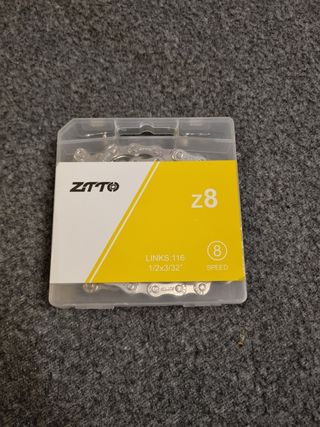 ZTTO
z8
LINKS:116
1/2x3/32"
8
SPEED